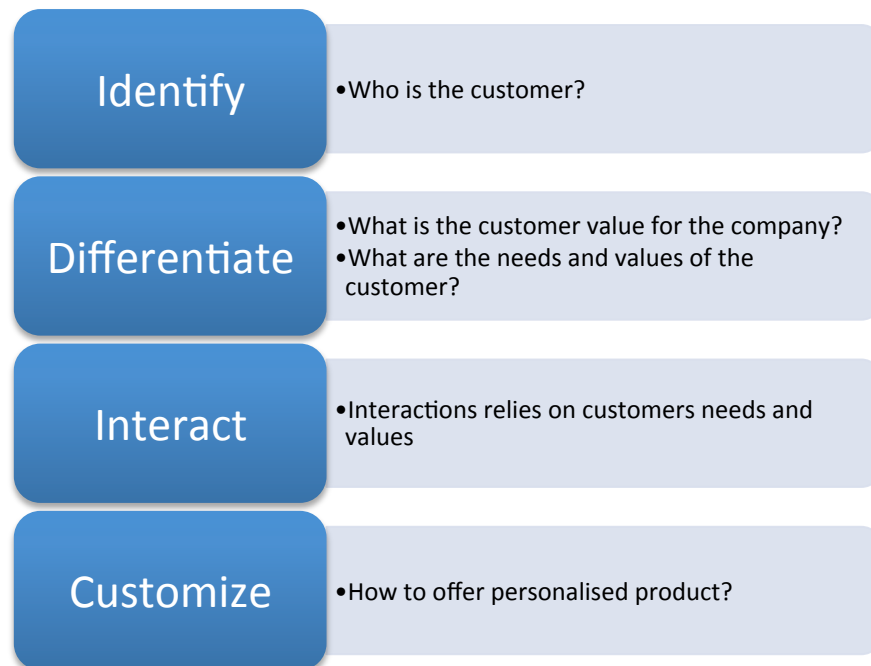 Identify
•Who is the customer?
Differentiate
•What is the customer value for the company?
•What are the needs and values of the
customer?
Interact
•Interactions relies on customers needs and
values
Customize
•How to offer personalised product?